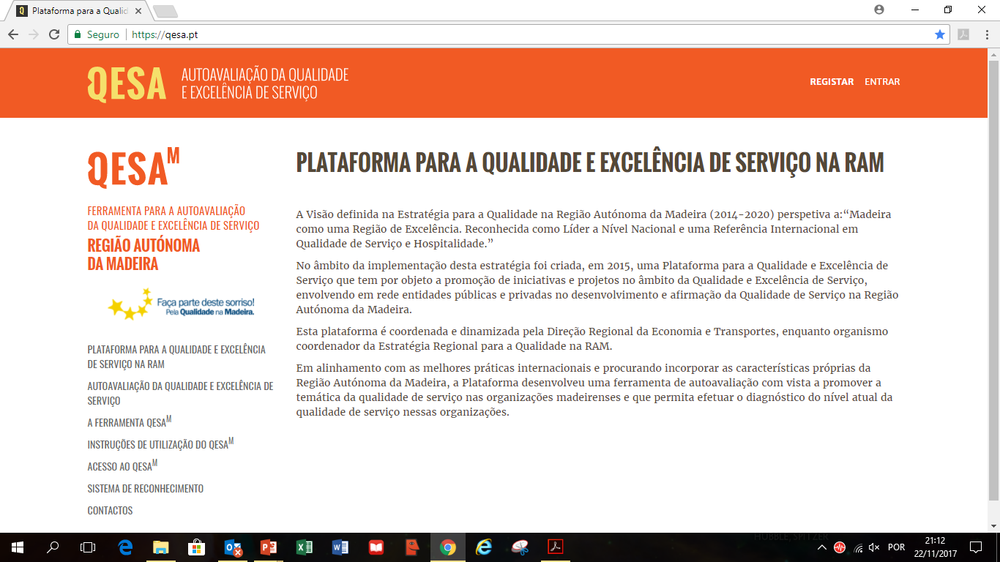 Plataforma para a Qualid
Seguro
https://qesa.pt
QESA
AUTOAVALIAÇÃO DA QUALIDADE
E EXCELÊNCIA DE SERVIÇO
REGISTAR ENTRAR
QESAM
FERRAMENTA PARA A AUTOAVALIAÇÃO
DA QUALIDADE E EXCELÊNCIA DE SERVIÇO
REGIÃO AUTÓNOMA
DA MADEIRA
Faça parte deste sorriso!
Pela Qualidade na Madeira.
PLATAFORMA PARA A QUALIDADE E EXCELÊNCIA
DE SERVIÇO NA RAM
AUTOAVALIAÇÃO DA QUALIDADE E EXCELÊNCIA DE
SERVIÇO
A FERRAMENTA QESAM
INSTRUÇÕES DE UTILIZAÇÃO DO QESAM
ACESSO AO QESAM
SISTEMA DE RECONHECIMENTO
CONTACTOS
PLATAFORMA PARA A QUALIDADE E EXCELÊNCIA DE SERVIÇO NA RAM
A Visão definida na Estratégia para a Qualidade na Região Autónoma da Madeira (2014-2020) perspetiva a:“Madeira
como uma Região de Excelência. Reconhecida como Líder a Nível Nacional e uma Referência Internacional em
Qualidade de Serviço e Hospitalidade.”
No âmbito da implementação desta estratégia foi criada, em 2015, uma Plataforma para a Qualidade e Excelência de
Serviço que tem por objeto a promoção de iniciativas e projetos no âmbito da Qualidade e Excelência de Serviço,
envolvendo em rede entidades públicas e privadas no desenvolvimento e afirmação da Qualidade de Serviço na Região
Autónoma da Madeira.
Esta plataforma é coordenada e dinamizada pela Direção Regional da Economia e Transportes, enquanto organismo
coordenador da Estratégia Regional para a Qualidade na RAM.
Em alinhamento com as melhores práticas internacionais e procurando incorporar as características próprias da
Região Autónoma da Madeira, a Plataforma desenvolveu uma ferramenta de autoavaliação com vista a promover a
temática da qualidade de serviço nas organizações madeirenses e que permita efetuar o diagnóstico do nível atual da
qualidade de serviço nessas organizações.
HUBBLE, SPITZER
POR
21:12
22/11/2017